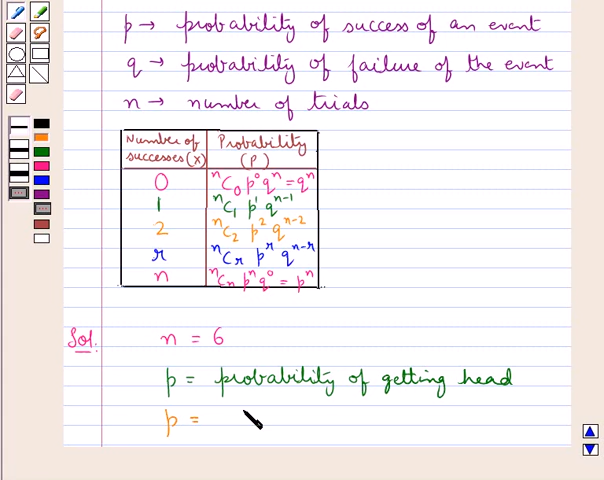 p → probability of success of an event
q → probability of failure of the event
n → number of trials
Number of successes (X) Probability (P)
0 ⁿC₀ p⁰ qⁿ = qⁿ
1 ⁿC₁ p¹ qⁿ⁻¹
2 ⁿC₂ p² qⁿ⁻²
r ⁿCᵣ pʳ qⁿ⁻ʳ
n ⁿCₙ pⁿ q⁰ = pⁿ
Sol. n = 6
p = probability of getting head
p =